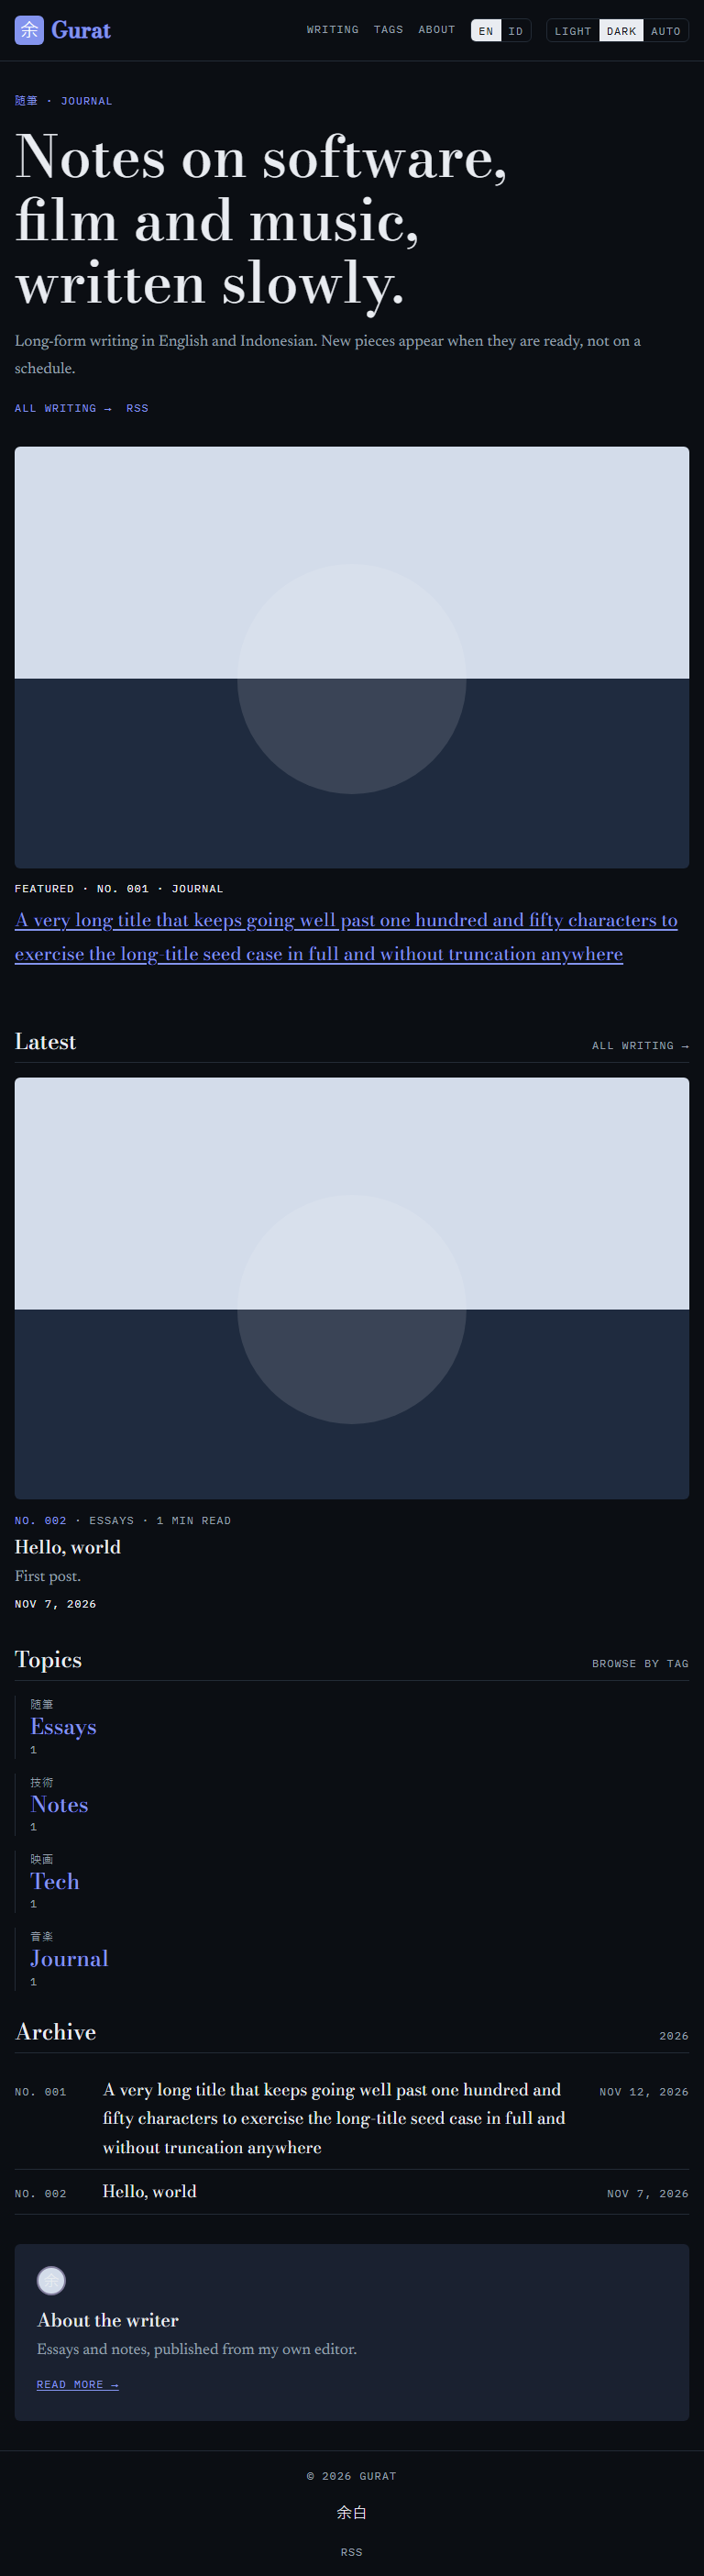 余 Gurat
WRITING TAGS ABOUT EN ID LIGHT DARK AUTO
随筆 · JOURNAL
Notes on software,
film and music,
written slowly.
Long-form writing in English and Indonesian. New pieces appear when they are ready, not on a
schedule.
ALL WRITING → RSS
FEATURED · NO. 001 · JOURNAL
A very long title that keeps going well past one hundred and fifty characters to
exercise the long-title seed case in full and without truncation anywhere
Latest
ALL WRITING →
NO. 002 · ESSAYS · 1 MIN READ
Hello, world
First post.
NOV 7, 2026
Topics
BROWSE BY TAG
随筆
Essays
1
技術
Notes
1
映画
Tech
1
音楽
Journal
1
Archive
2026
NO. 001
A very long title that keeps going well past one hundred and
fifty characters to exercise the long-title seed case in full and
without truncation anywhere
NOV 12, 2026
NO. 002
Hello, world
NOV 7, 2026
余
About the writer
Essays and notes, published from my own editor.
READ MORE →
© 2026 GURAT
余白
RSS